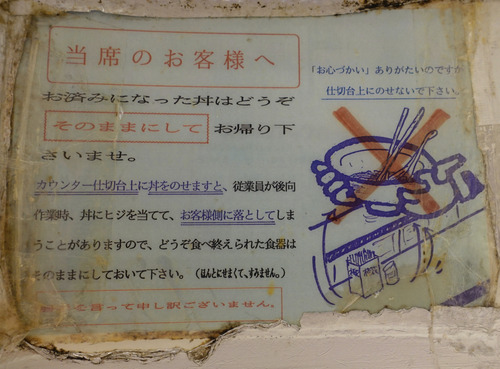 当席のお客様へ
お済みになった丼はどうぞ
そのままにして お帰り下
さいませ。
カウンター仕切台上に丼をのせますと、従業員が後向
作業時、丼にヒジを当てて、お客様側に落としてしま
うことがありますので、どうぞ食べ終えられた食器は
そのままにしておいて下さい。（ほんとにせまくて、すみません。）
を言って申し訳ございません。
「お心づかい」ありがたいのですが
仕切台上にのせないで下さい。